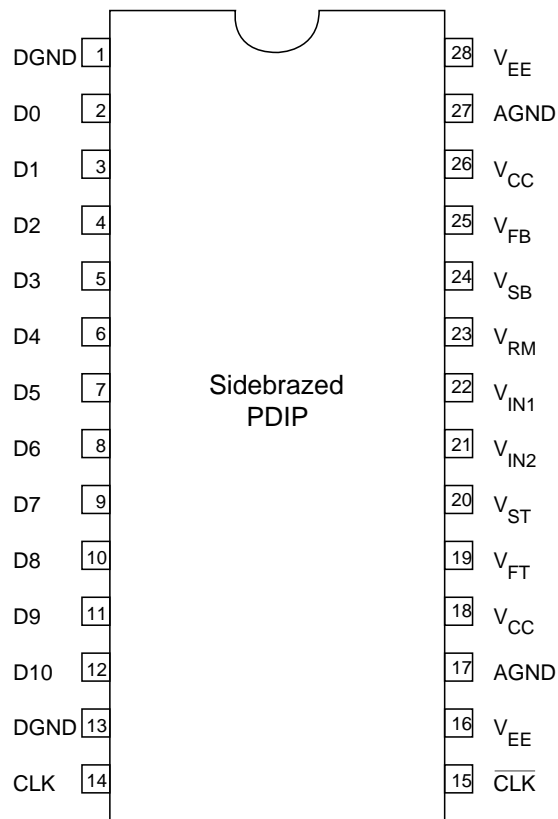 DGND 1 28 VEE
D0 2 27 AGND
D1 3 26 VCC
D2 4 25 VFB
D3 5 24 VSB
D4 6 23 VRM
Sidebrazed
PDIP
D5 7 22 VIN1
D6 8 21 VIN2
D7 9 20 VST
D8 10 19 VFT
D9 11 18 VCC
D10 12 17 AGND
DGND 13 16 VEE
CLK 14 15 C̅L̅K̅